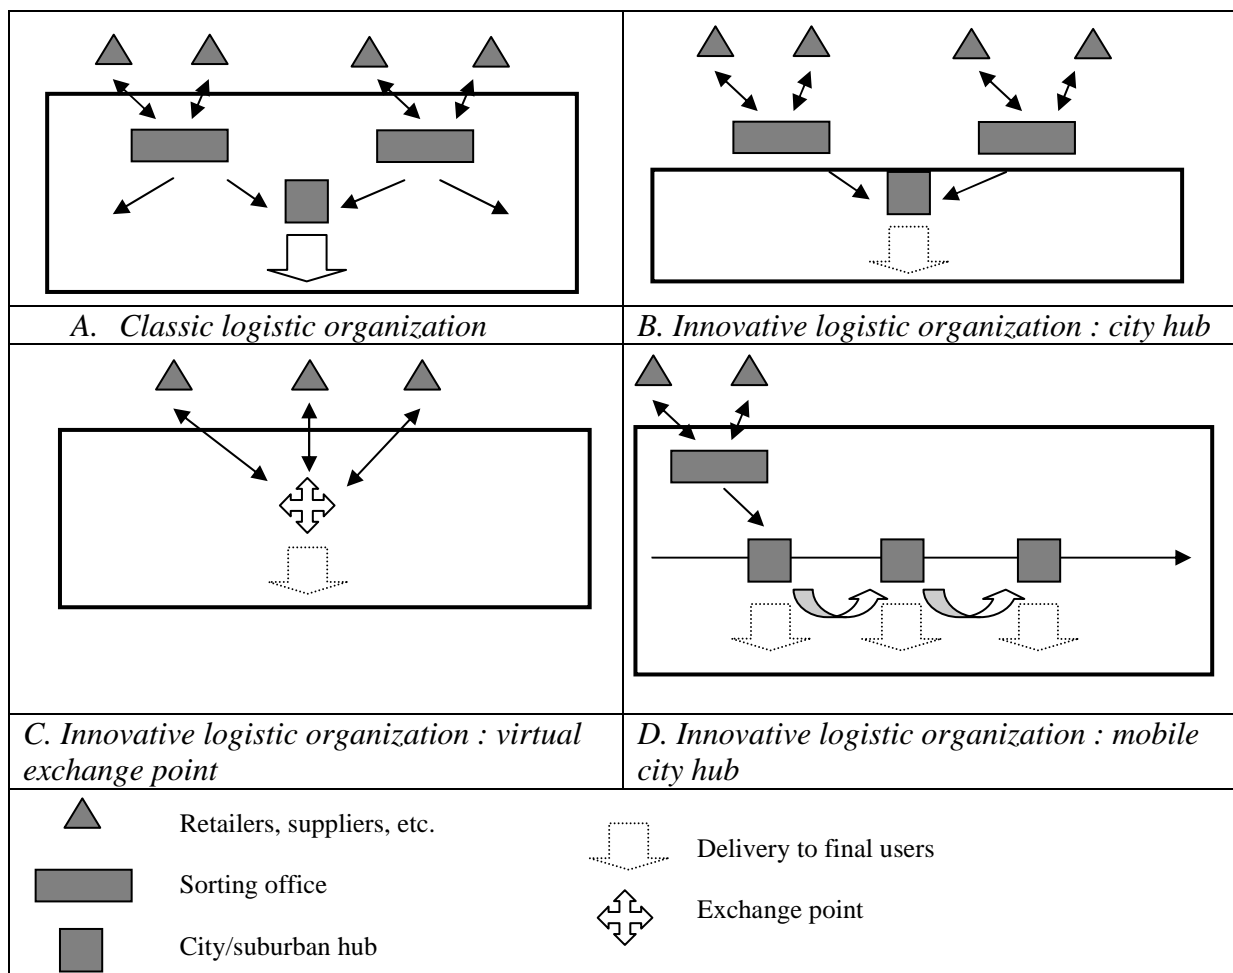 A. Classic logistic organization
B. Innovative logistic organization : city hub
C. Innovative logistic organization : virtual
exchange point
D. Innovative logistic organization : mobile
city hub
Retailers, suppliers, etc.
Sorting office
City/suburban hub
Delivery to final users
Exchange point